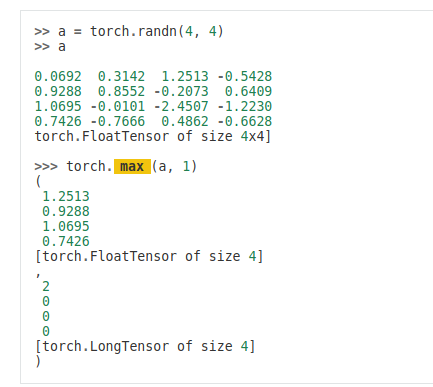 >> a = torch.randn(4, 4)
>> a
0.0692 0.3142 1.2513 -0.5428
0.9288 0.8552 -0.2073 0.6409
1.0695 -0.0101 -2.4507 -1.2230
0.7426 -0.7666 0.4862 -0.6628
torch.FloatTensor of size 4x4]
>>> torch.max(a, 1)
(
1.2513
0.9288
1.0695
0.7426
[torch.FloatTensor of size 4]
,
2
0
0
0
[torch.LongTensor of size 4]
)